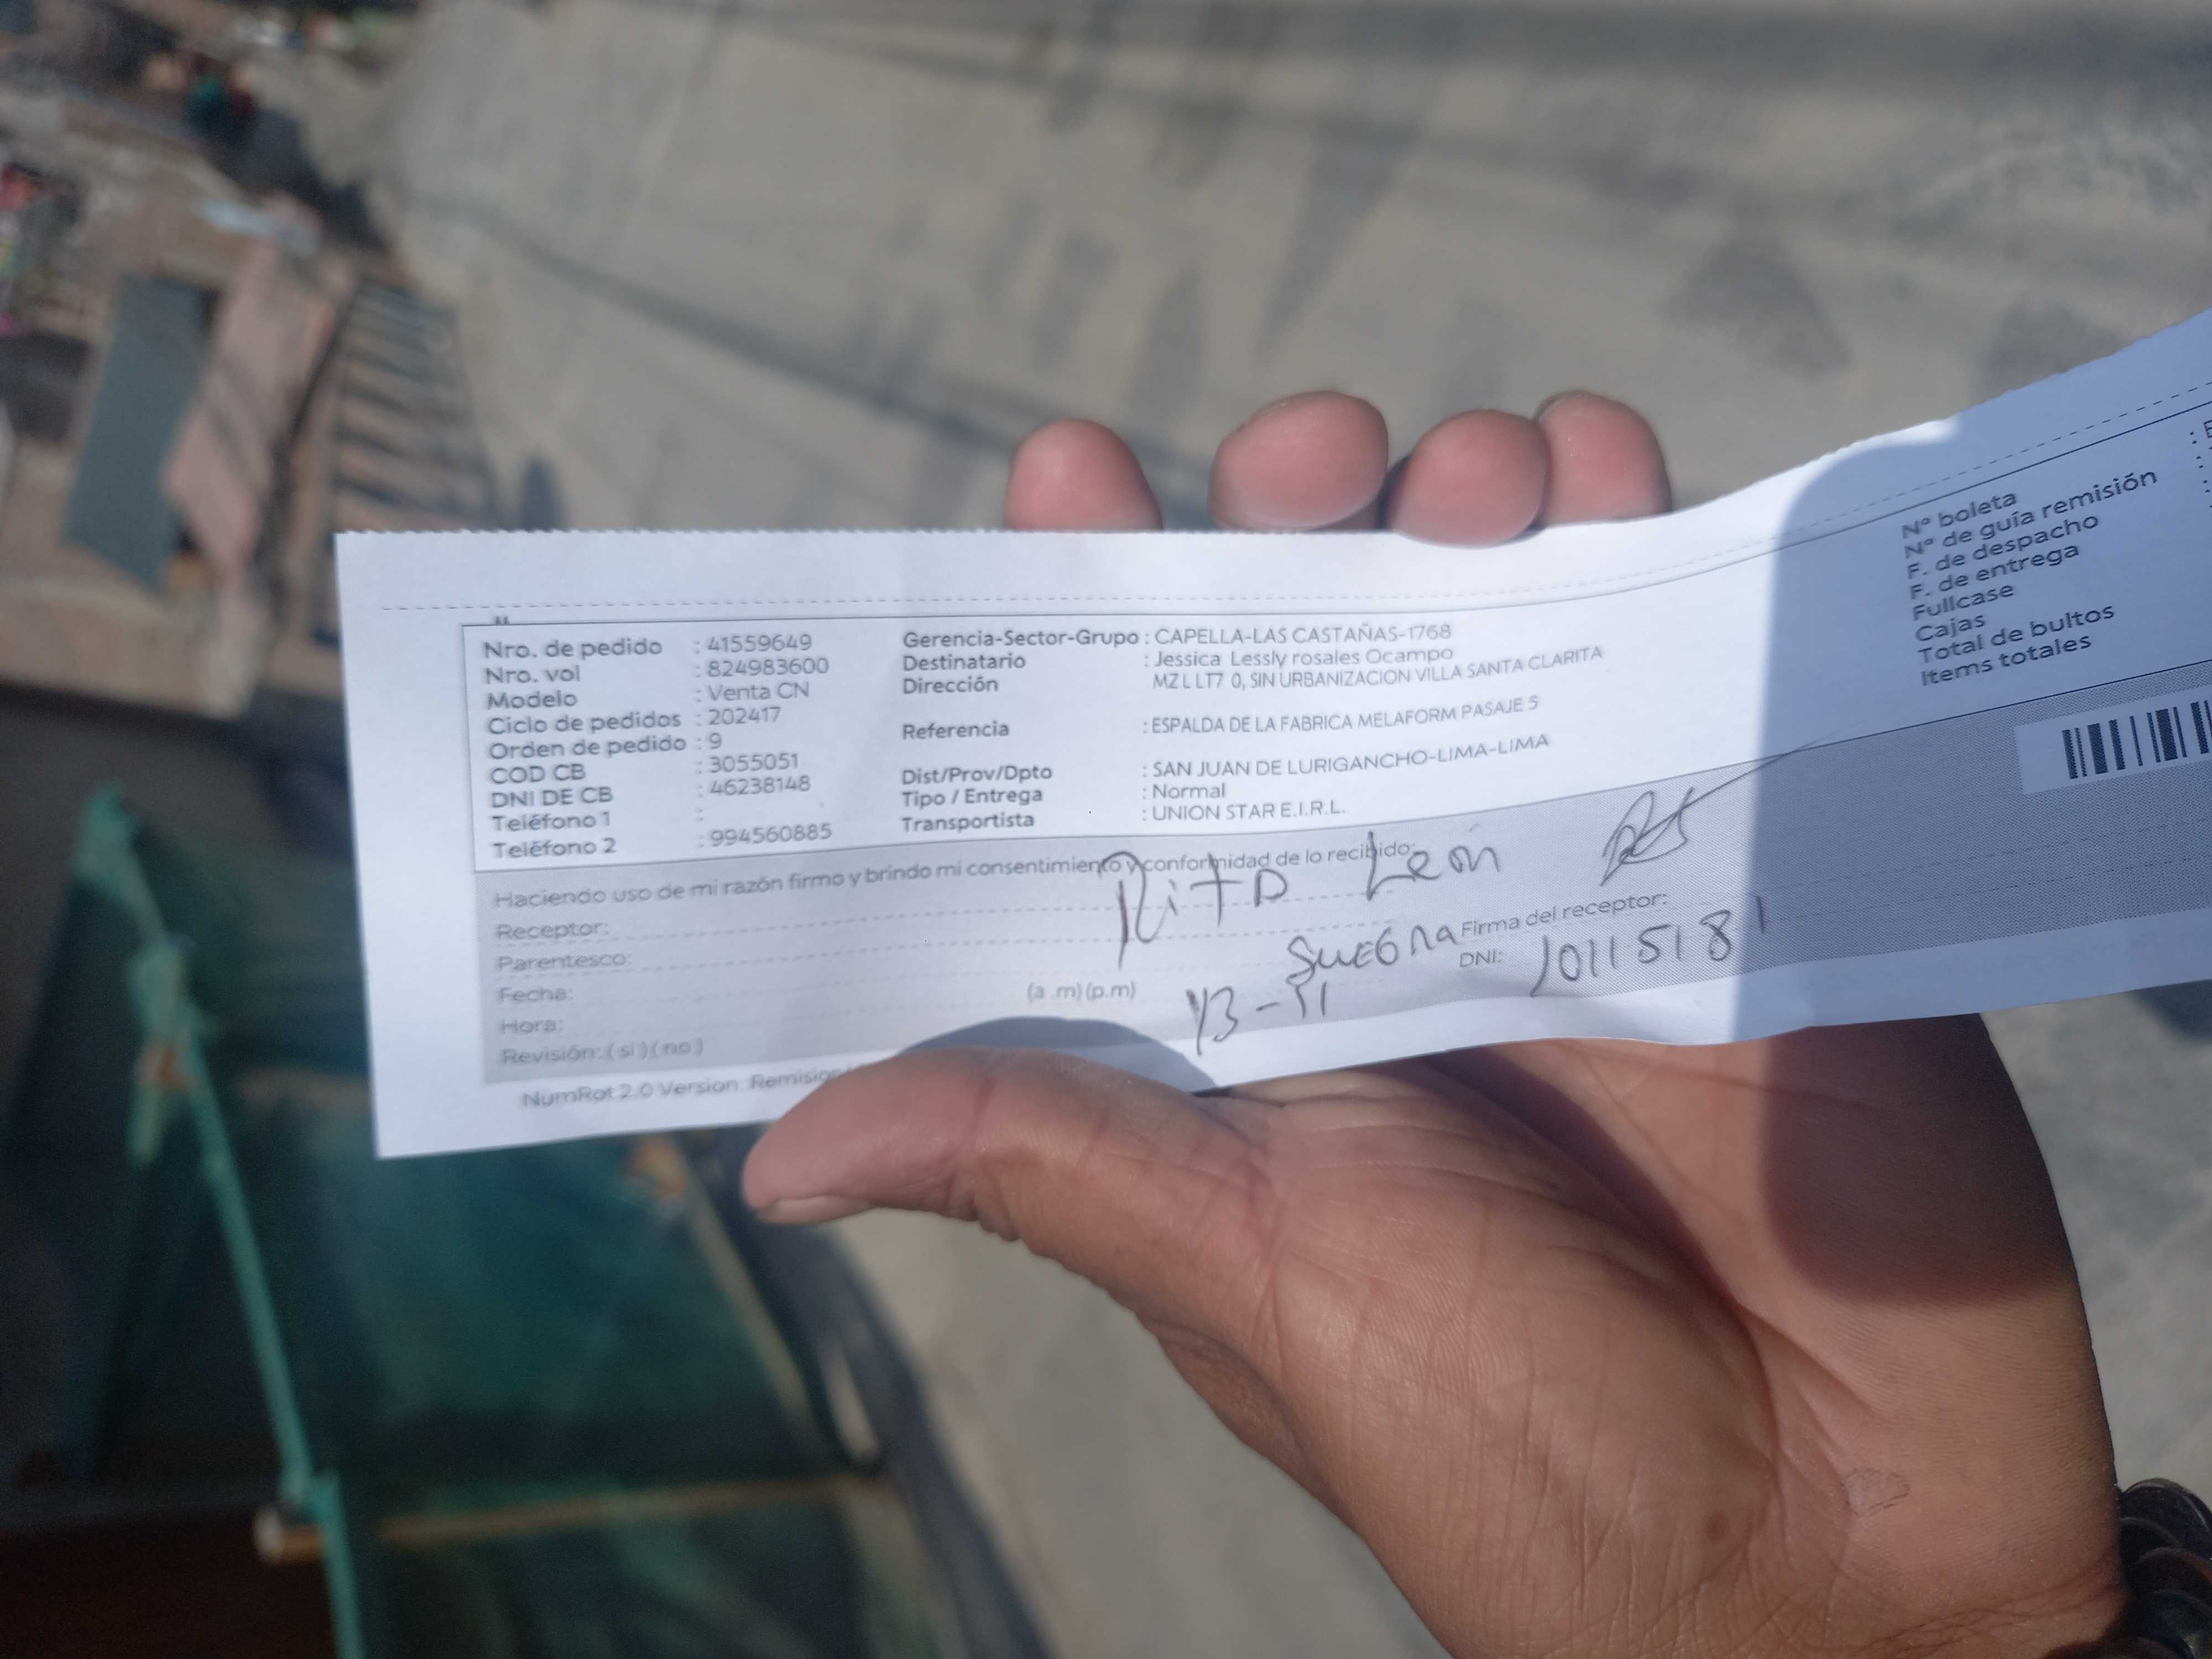 Nro. de pedido : 41559649
Nro. vol : 824983600
Modelo : Venta CN
Ciclo de pedidos : 202417
Orden de pedido : 9
COD CB : 3055051
DNI DE CB : 46238148
Teléfono 1 :
Teléfono 2 : 994560885
Gerencia-Sector-Grupo : CAPELLA-LAS CASTAÑAS-1768
Destinatario : Jessica Lessly rosales Ocampo
Dirección MZ L LT7 0, SIN URBANIZACION VILLA SANTA CLARITA
Referencia : ESPALDA DE LA FABRICA MELAFORM PASAJE 5
Dist/Prov/Dpto : SAN JUAN DE LURIGANCHO-LIMA-LIMA
Tipo / Entrega : Normal
Transportista : UNION STAR E.I.R.L.
N° boleta
N° de guía remisión
F. de despacho
F. de entrega
Fullcase
Cajas
Total de bultos
Items totales
Haciendo uso de mi razón firmo y brindo mi consentimiento y conformidad de lo recibido:
Receptor: Rita León
Parentesco: Suegra
Firma del receptor:
Fecha: 13-11
DNI: 10115181
Hora: (a .m) (p.m)
Revisión: ( si ) ( no )
NumRot 2.0 Version: